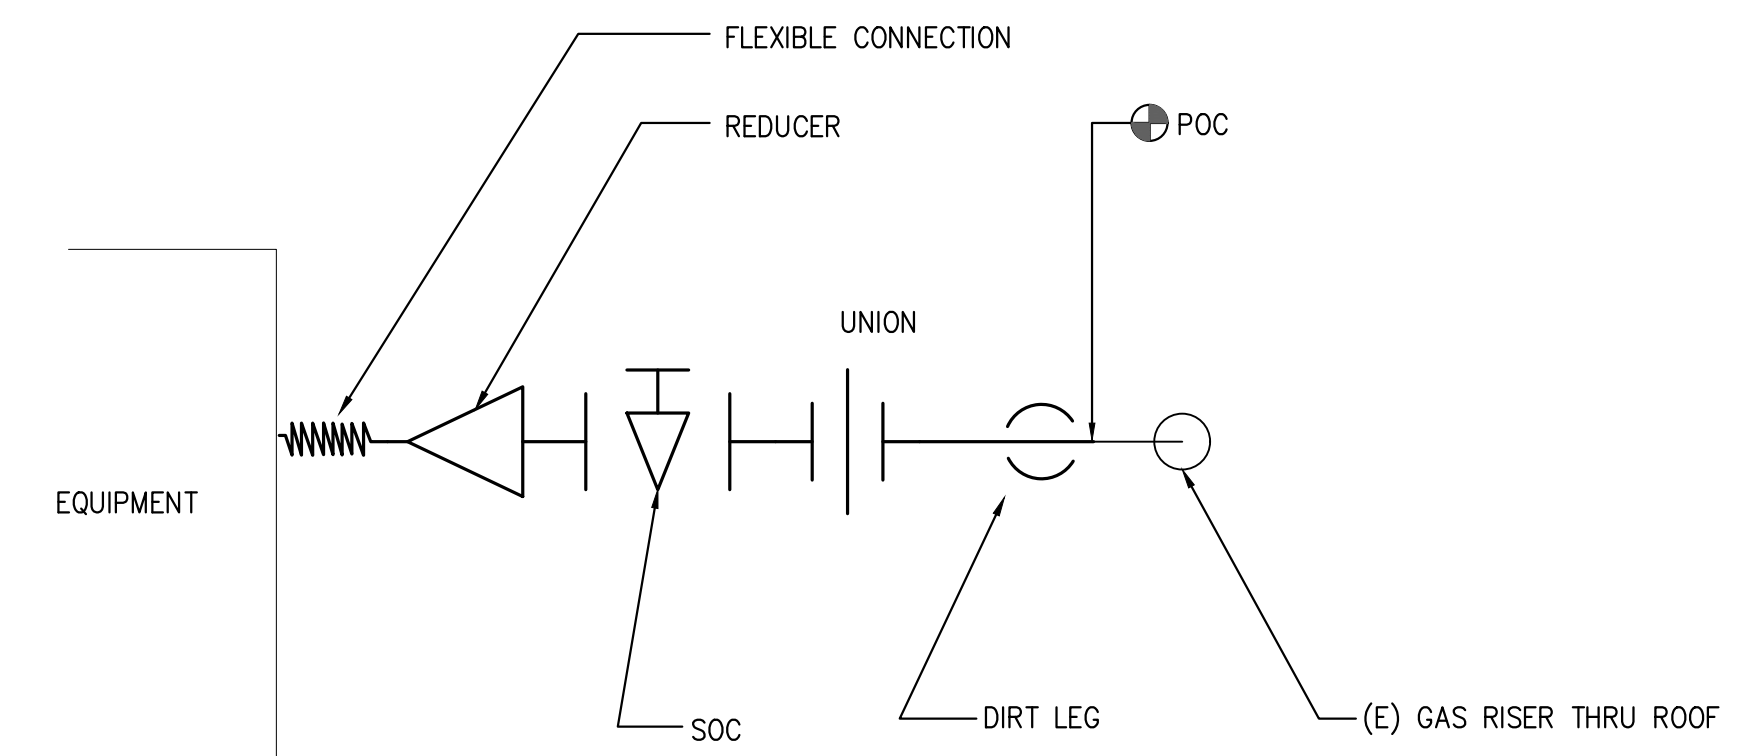 FLEXIBLE CONNECTION
REDUCER
POC
UNION
EQUIPMENT
SOC
DIRT LEG
(E) GAS RISER THRU ROOF